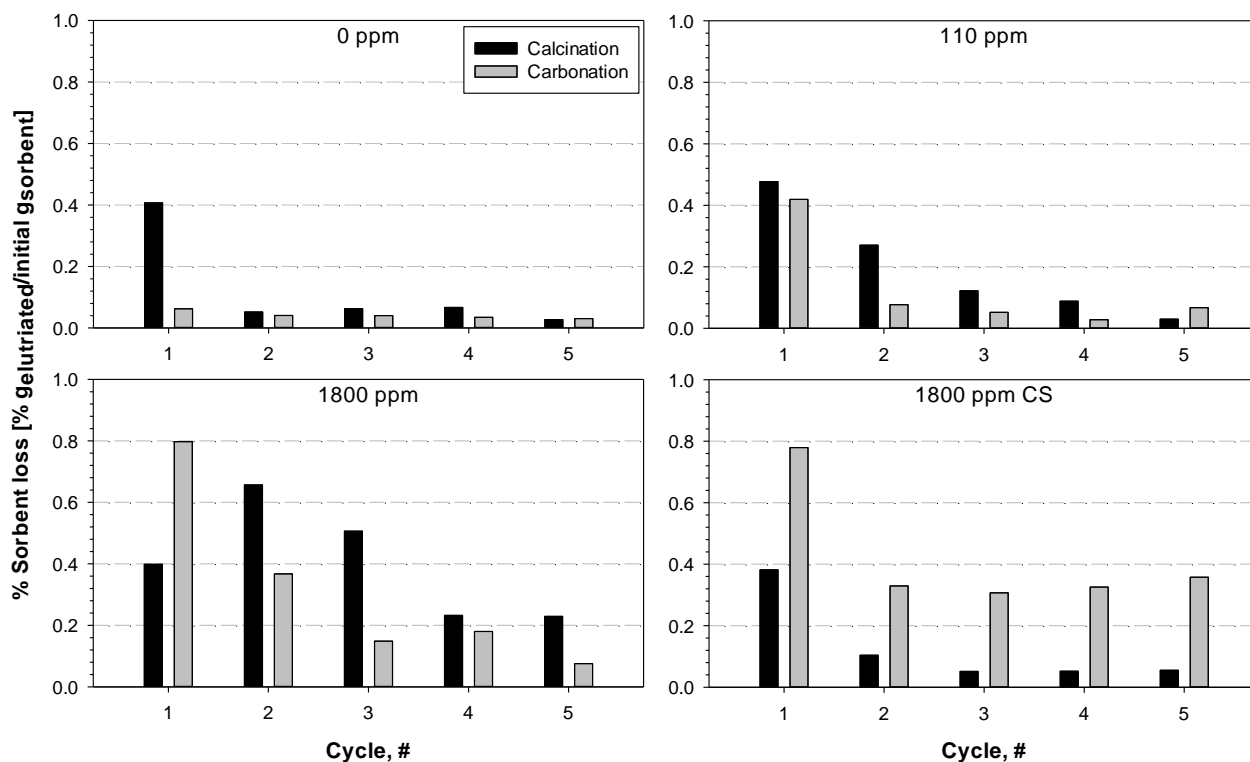 % Sorbent loss [% gelutriated/initial gsorbent]
0 ppm
Calcination
Carbonation
1.0
0.8
0.6
0.4
0.2
0.0
1 2 3 4 5
110 ppm
1.0
0.8
0.6
0.4
0.2
0.0
1 2 3 4 5
1800 ppm
1.0
0.8
0.6
0.4
0.2
0.0
1 2 3 4 5
Cycle, #
1800 ppm CS
1.0
0.8
0.6
0.4
0.2
0.0
1 2 3 4 5
Cycle, #